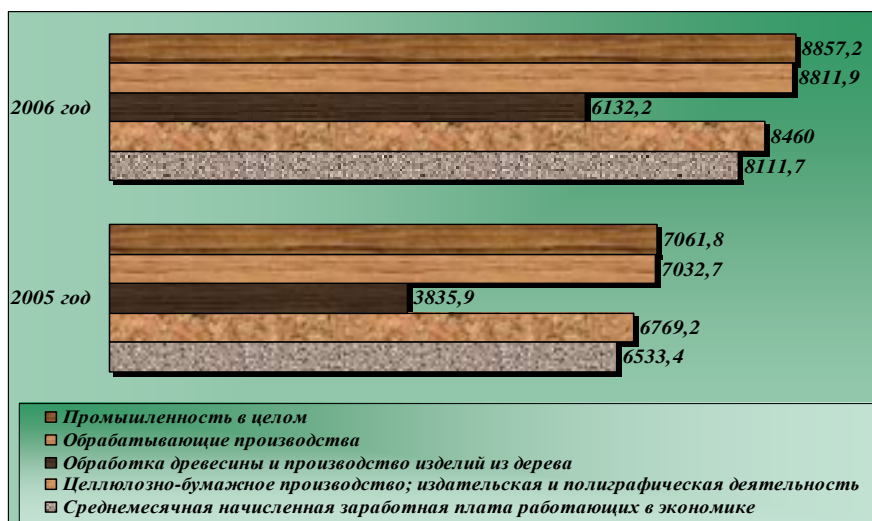 8857,2
8811,9
2006 год
6132,2
8460
8111,7
7061,8
7032,7
2005 год
3835,9
6769,2
6533,4
Промышленность в целом
Обрабатывающие производства
Обработка древесины и производство изделий из дерева
Целлюлозно-бумажное производство; издательская и полиграфическая деятельность
Среднемесячная начисленная заработная плата работающих в экономике